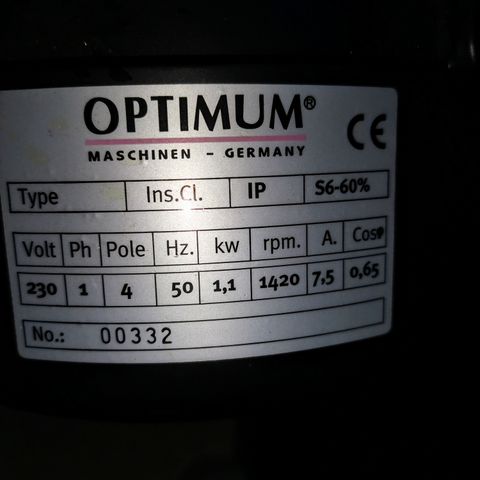 OPTIMUM®
MASCHINEN - GERMANY
CE
Type Ins.Cl. IP S6-60%
Volt Ph Pole Hz. kw rpm. A. Cosφ
230 1 4 50 1,1 1420 7,5 0,65
No.: 00332